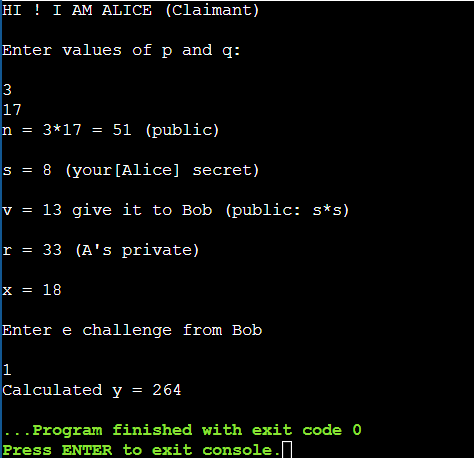 HI ! I AM ALICE (Claimant)
Enter values of p and q:
3
17
n = 3*17 = 51 (public)
s = 8 (your[Alice] secret)
v = 13 give it to Bob (public: s*s)
r = 33 (A's private)
x = 18
Enter e challenge from Bob
1
Calculated y = 264
...Program finished with exit code 0
Press ENTER to exit console.